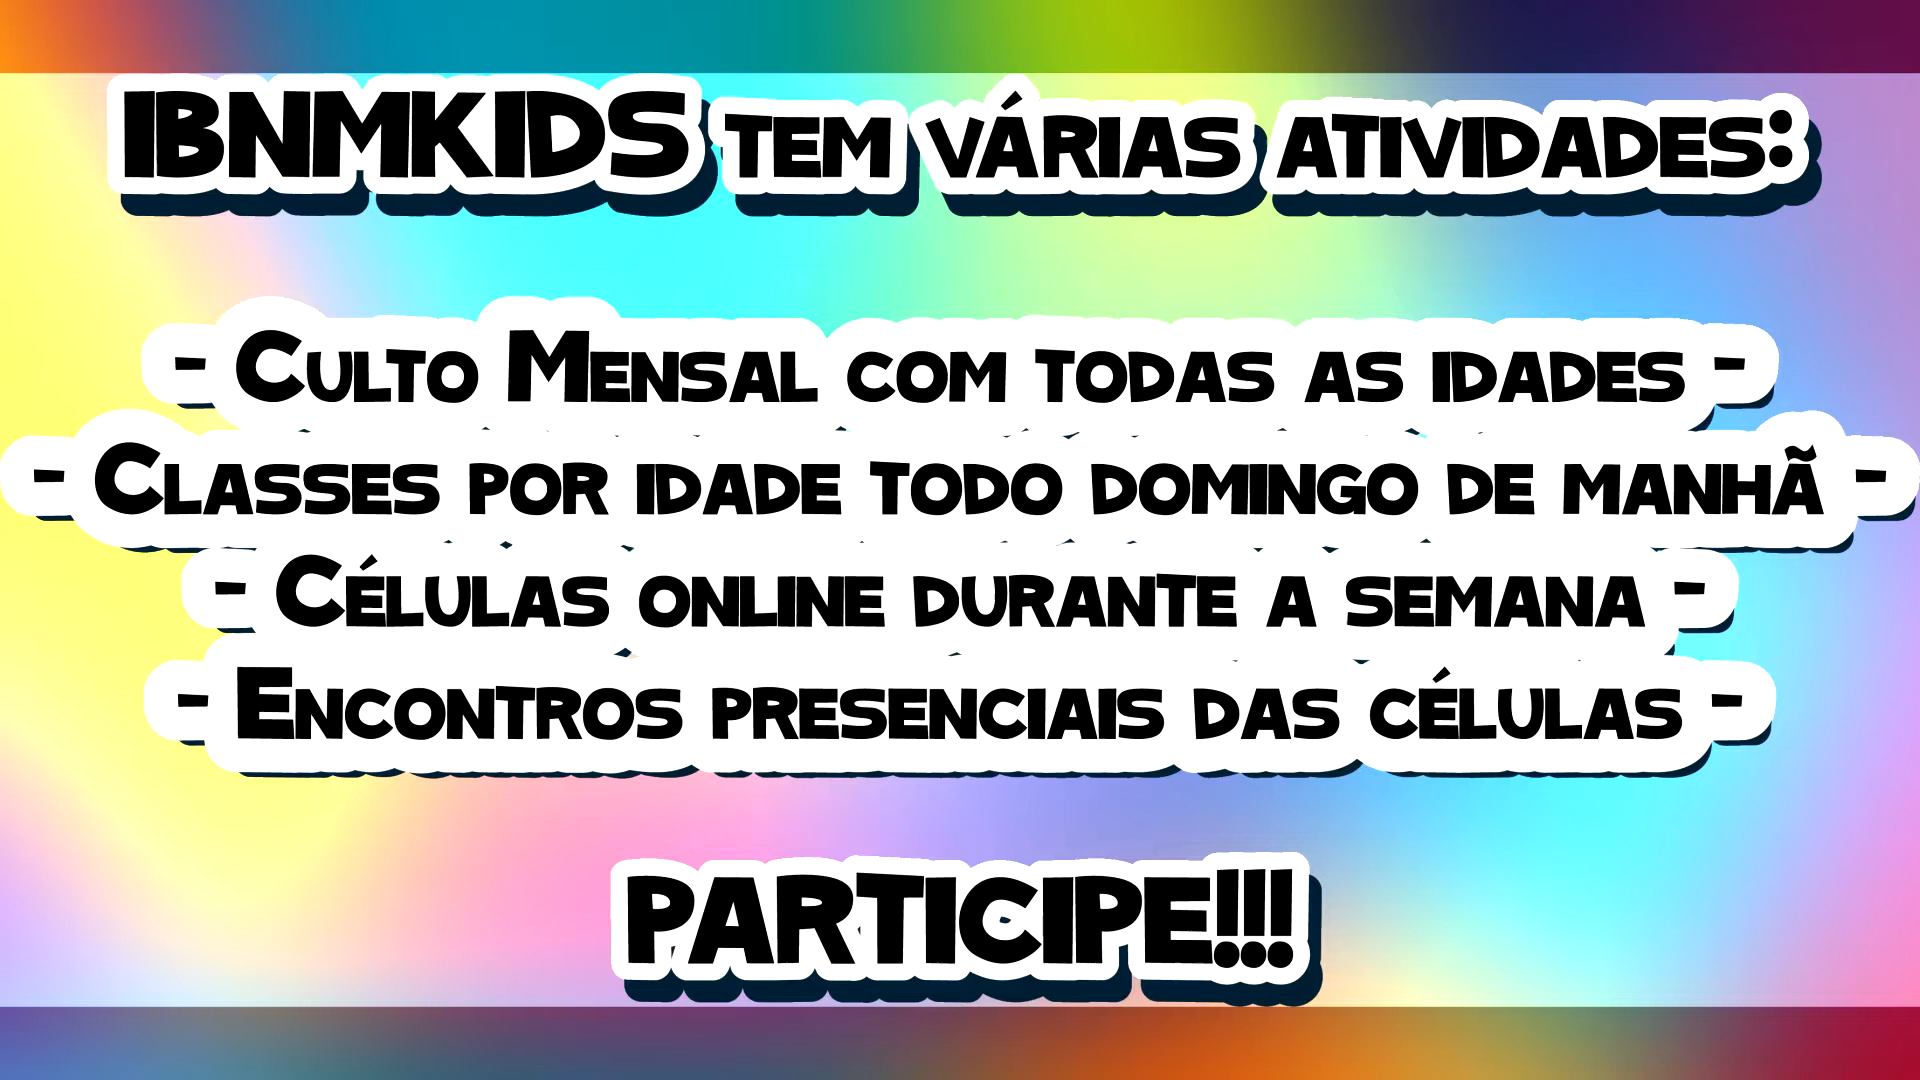 IBNMKIDS tem várias atividades:
- Culto Mensal com todas as idades -
- Classes por idade todo domingo de manhã -
- Células online durante a semana -
- Encontros presenciais das células -
PARTICIPE!!!